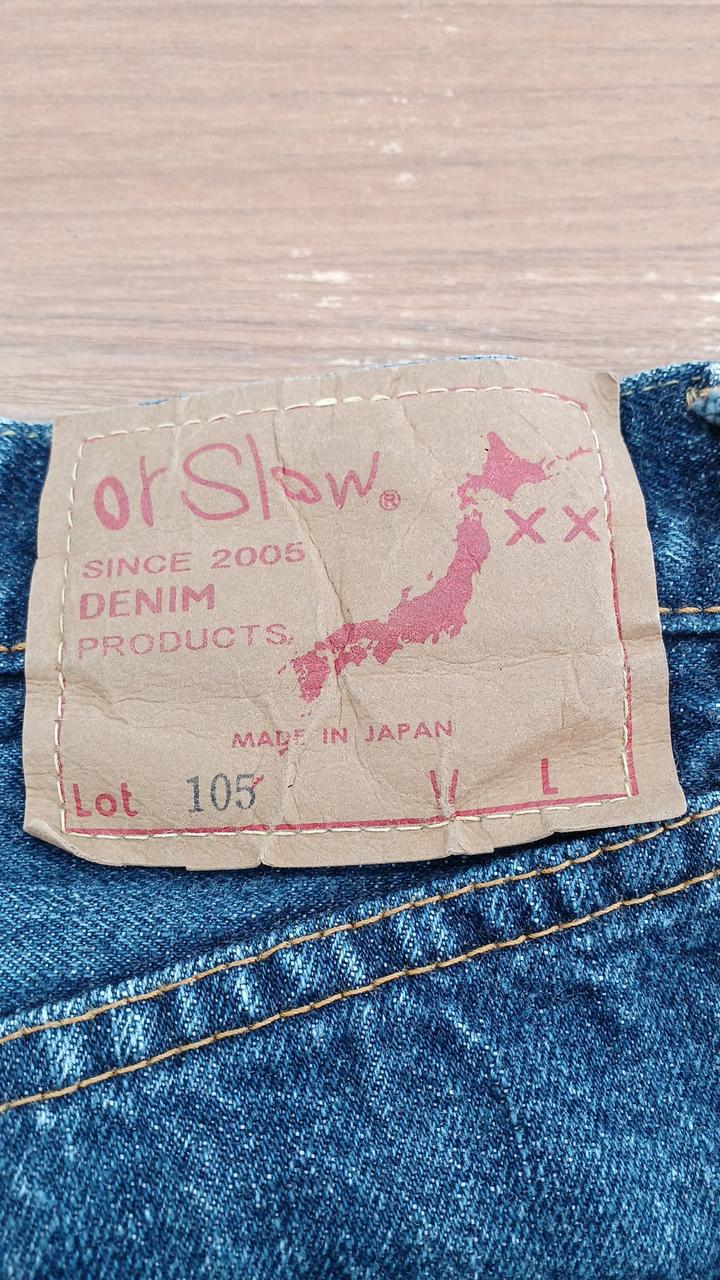 orSlow®
XX
SINCE 2005
DENIM
PRODUCTS.
MADE IN JAPAN
Lot 105 W L